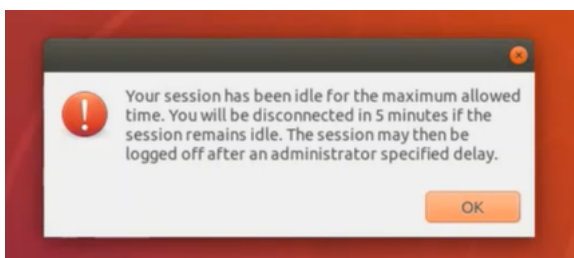 Your session has been idle for the maximum allowed
time. You will be disconnected in 5 minutes if the
session remains idle. The session may then be
logged off after an administrator specified delay.
OK